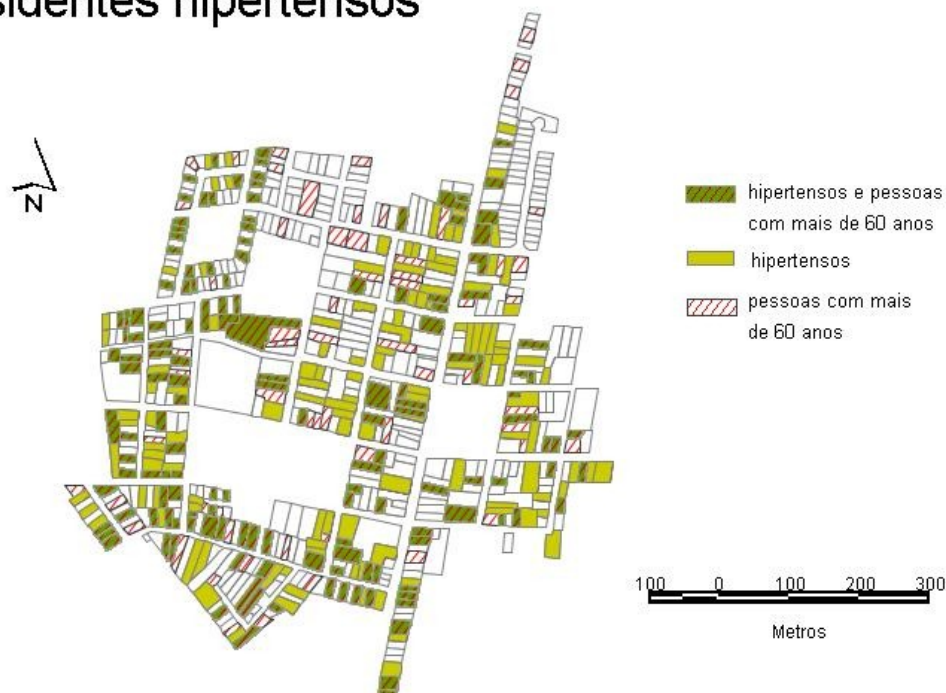 hipertensos
N
hipertensos e pessoas
com mais de 60 anos
hipertensos
pessoas com mais
de 60 anos
100 0 100 200 300
Metros